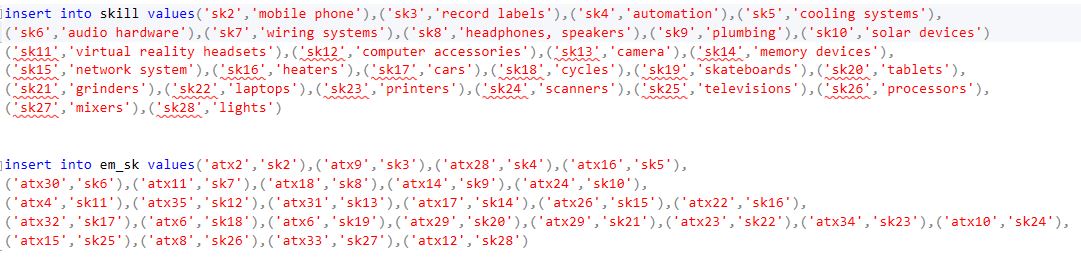 insert into skill values('sk2','mobile phone'),('sk3','record labels'),('sk4','automation'),('sk5','cooling systems'),
('sk6','audio hardware'),('sk7','wiring systems'),('sk8','headphones, speakers'),('sk9','plumbing'),('sk10','solar devices')
('sk11','virtual reality headsets'),('sk12','computer accessories'),('sk13','camera'),('sk14','memory devices'),
('sk15','network system'),('sk16','heaters'),('sk17','cars'),('sk18','cycles'),('sk19','skateboards'),('sk20','tablets'),
('sk21','grinders'),('sk22','laptops'),('sk23','printers'),('sk24','scanners'),('sk25','televisions'),('sk26','processors'),
('sk27','mixers'),('sk28','lights')
insert into em_sk values('atx2','sk2'),('atx9','sk3'),('atx28','sk4'),('atx16','sk5'),
('atx30','sk6'),('atx11','sk7'),('atx18','sk8'),('atx14','sk9'),('atx24','sk10'),
('atx4','sk11'),('atx35','sk12'),('atx31','sk13'),('atx17','sk14'),('atx26','sk15'),('atx22','sk16'),
('atx32','sk17'),('atx6','sk18'),('atx6','sk19'),('atx29','sk20'),('atx29','sk21'),('atx23','sk22'),('atx34','sk23'),('atx10','sk24'),
('atx15','sk25'),('atx8','sk26'),('atx33','sk27'),('atx12','sk28')